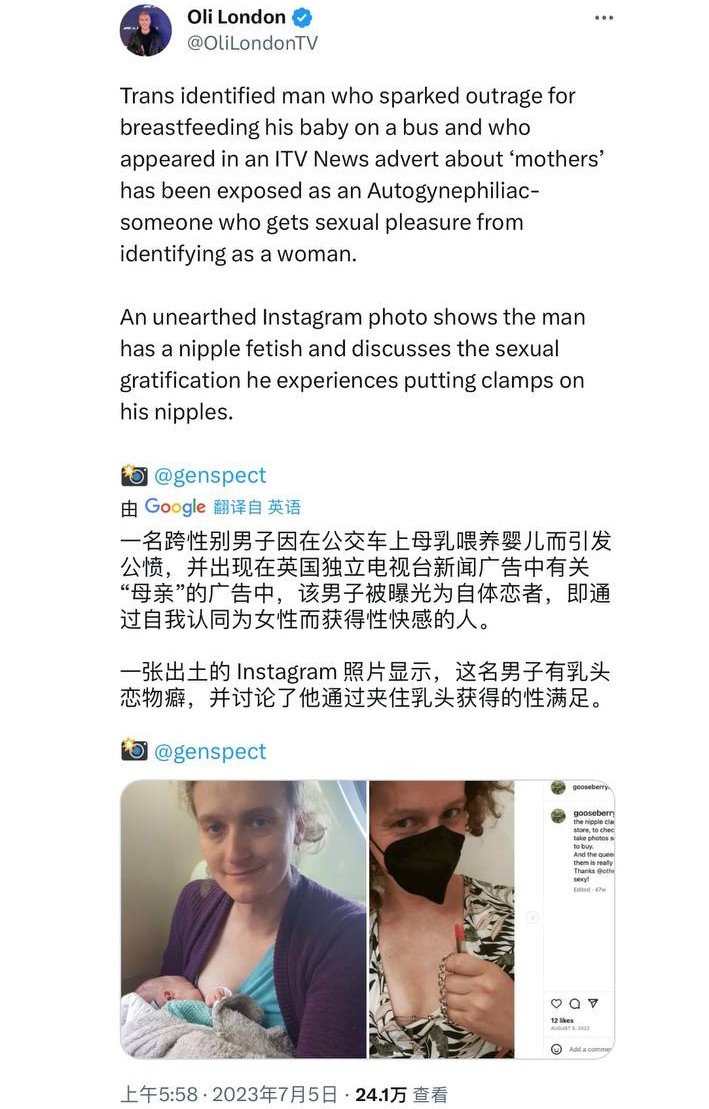 Oli London
@OliLondonTV
Trans identified man who sparked outrage for
breastfeeding his baby on a bus and who
appeared in an ITV News advert about ‘mothers’
has been exposed as an Autogynephiliac-
someone who gets sexual pleasure from
identifying as a woman.
An unearthed Instagram photo shows the man
has a nipple fetish and discusses the sexual
gratification he experiences putting clamps on
his nipples.
@genspect
由 Google 翻译自 英语
一名跨性别男子因在公交车上母乳喂养婴儿而引发
公愤，并出现在英国独立电视台新闻广告中有关
“母亲”的广告中，该男子被曝光为自体恋者，即通
过自我认同为女性而获得性快感的人。
一张出土的 Instagram 照片显示，这名男子有乳头
恋物癖，并讨论了他通过夹住乳头获得的性满足。
@genspect
gooseberry
gooseberry
the nipple cla
store, to chec
take photos s
to buy.
And the quee
them is really
Thanks @oth
sexy!
Edited · 47w
12 likes
AUGUST 5, 2022
Add a comme
上午5:58 · 2023年7月5日 · 24.1万 查看